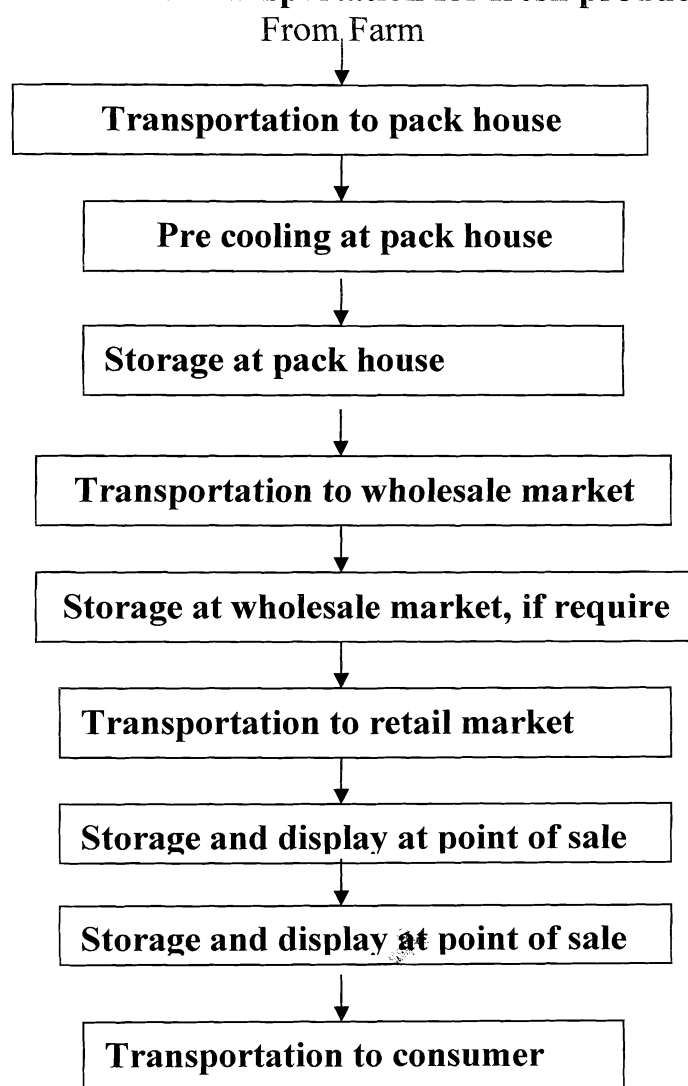 for fresh
From Farm
Transportation to pack house
Pre cooling at pack house
Storage at pack house
Transportation to wholesale market
Storage at wholesale market, if require
Transportation to retail market
Storage and display at point of sale
Storage and display at point of sale
Transportation to consumer